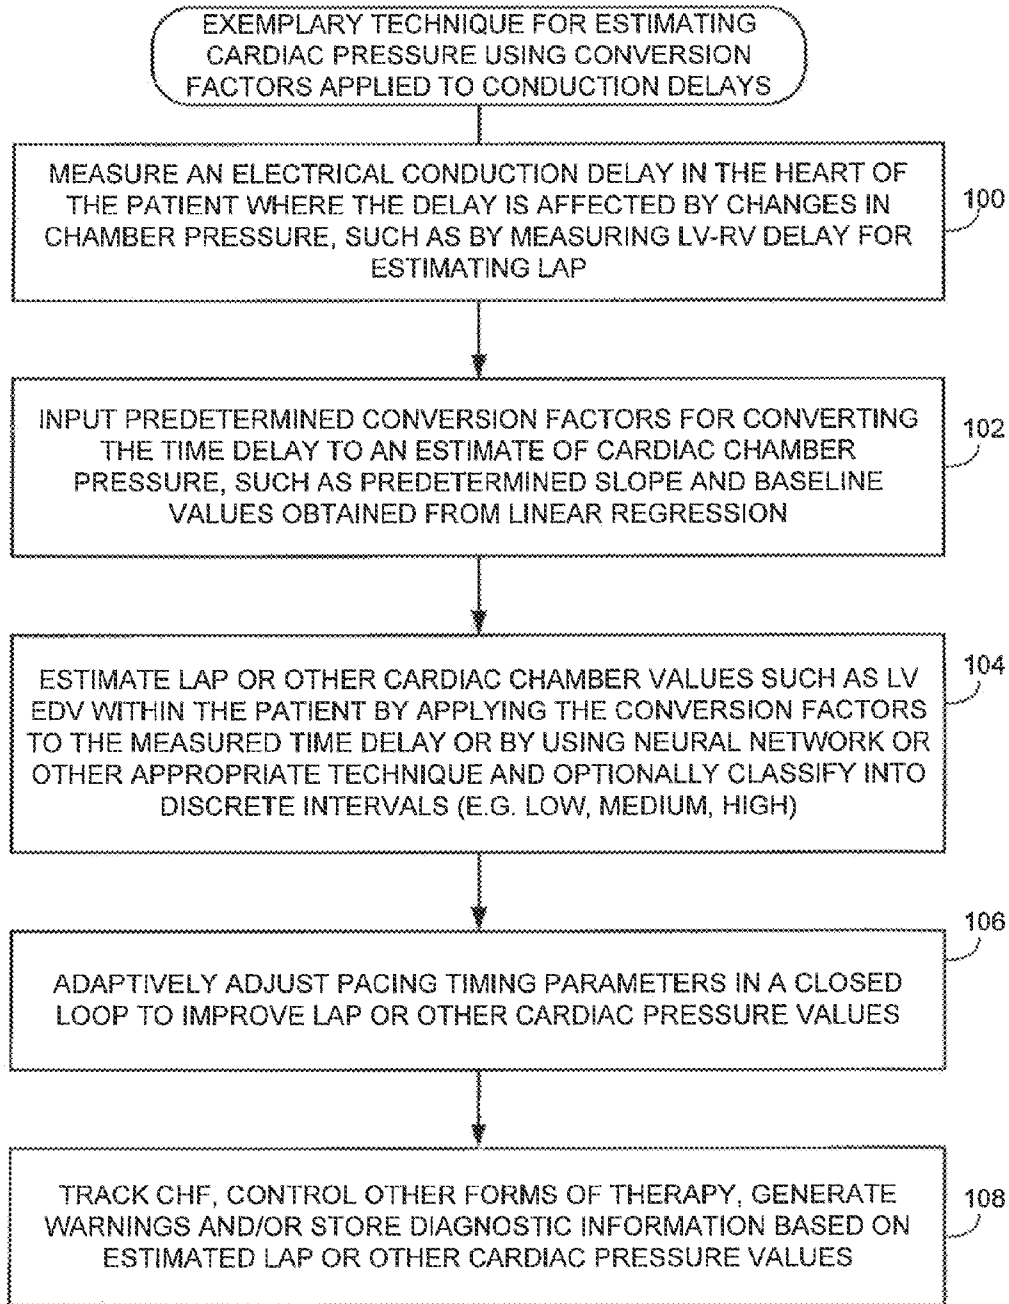 EXEMPLARY TECHNIQUE FOR ESTIMATING
CARDIAC PRESSURE USING CONVERSION
FACTORS APPLIED TO CONDUCTION DELAYS
MEASURE AN ELECTRICAL CONDUCTION DELAY IN THE HEART OF
THE PATIENT WHERE THE DELAY IS AFFECTED BY CHANGES IN
CHAMBER PRESSURE, SUCH AS BY MEASURING LV-RV DELAY FOR
ESTIMATING LAP
100
INPUT PREDETERMINED CONVERSION FACTORS FOR CONVERTING
THE TIME DELAY TO AN ESTIMATE OF CARDIAC CHAMBER
PRESSURE, SUCH AS PREDETERMINED SLOPE AND BASELINE
VALUES OBTAINED FROM LINEAR REGRESSION
102
ESTIMATE LAP OR OTHER CARDIAC CHAMBER VALUES SUCH AS LV
EDV WITHIN THE PATIENT BY APPLYING THE CONVERSION FACTORS
TO THE MEASURED TIME DELAY OR BY USING NEURAL NETWORK OR
OTHER APPROPRIATE TECHNIQUE AND OPTIONALLY CLASSIFY INTO
DISCRETE INTERVALS (E.G. LOW, MEDIUM, HIGH)
104
ADAPTIVELY ADJUST PACING TIMING PARAMETERS IN A CLOSED
LOOP TO IMPROVE LAP OR OTHER CARDIAC PRESSURE VALUES
106
TRACK CHF, CONTROL OTHER FORMS OF THERAPY, GENERATE
WARNINGS AND/OR STORE DIAGNOSTIC INFORMATION BASED ON
ESTIMATED LAP OR OTHER CARDIAC PRESSURE VALUES
108